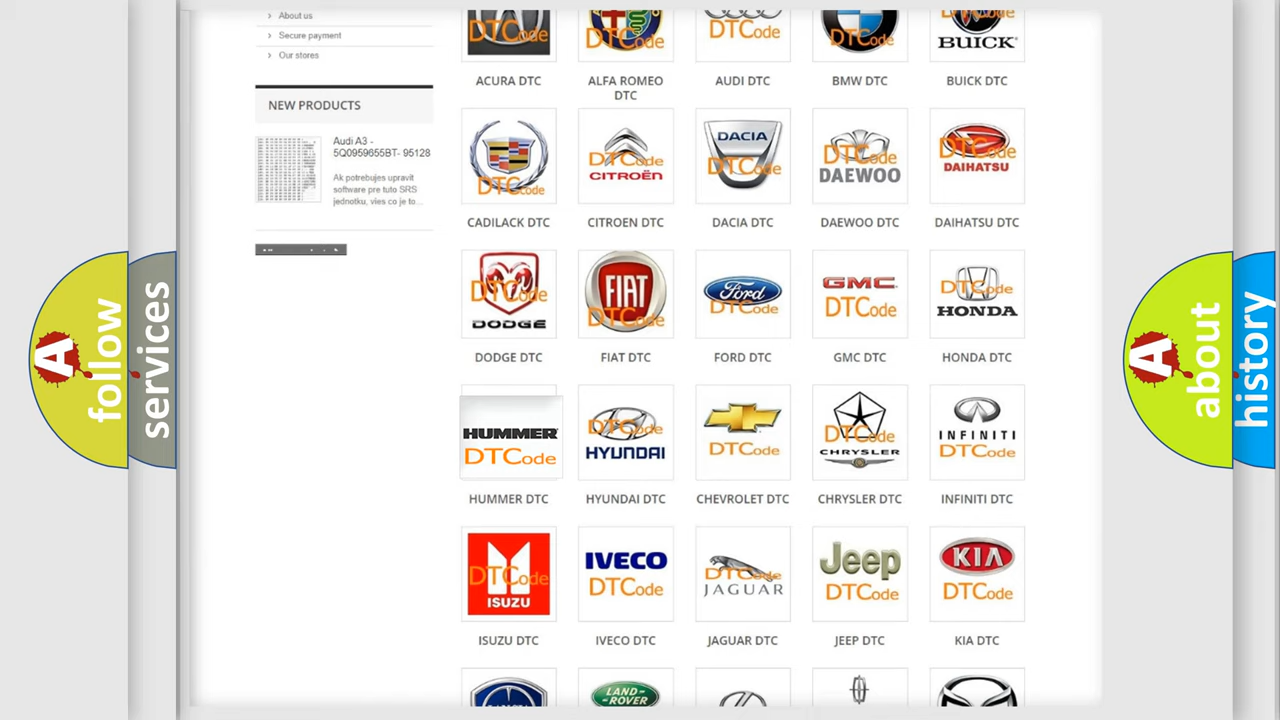 About us
Secure payment
Our stores
NEW PRODUCTS
Audi A3 -
5Q0959655BT- 95128
Ak potrebujes upravit
software pre tuto SRS
jednotku, vies co je to...
DTCode
DTCode
DTCode
DTCode
DTCode
BUICK
ACURA DTC
ALFA ROMEO
DTC
AUDI DTC
BMW DTC
BUICK DTC
DTCode
DTCode
CITROËN
DACIA
DTCode
DTCode
DAEWOO
DTCode
DAIHATSU
CADILACK DTC
CITROEN DTC
DACIA DTC
DAEWOO DTC
DAIHATSU DTC
DTCode
DODGE
FIAT
DTCode
Ford
DTCode
GMC
DTCode
DTCode
HONDA
DODGE DTC
FIAT DTC
FORD DTC
GMC DTC
HONDA DTC
HUMMER
DTCode
DTCode
HYUNDAI
DTCode
DTCode
CHRYSLER
INFINITI
DTCode
HUMMER DTC
HYUNDAI DTC
CHEVROLET DTC
CHRYSLER DTC
INFINITI DTC
DTCode
ISUZU
IVECO
DTCode
DTCode
JAGUAR
Jeep
DTCode
KIA
DTCode
ISUZU DTC
IVECO DTC
JAGUAR DTC
JEEP DTC
KIA DTC
LAND-
ROVER
A follow
services
A about
history